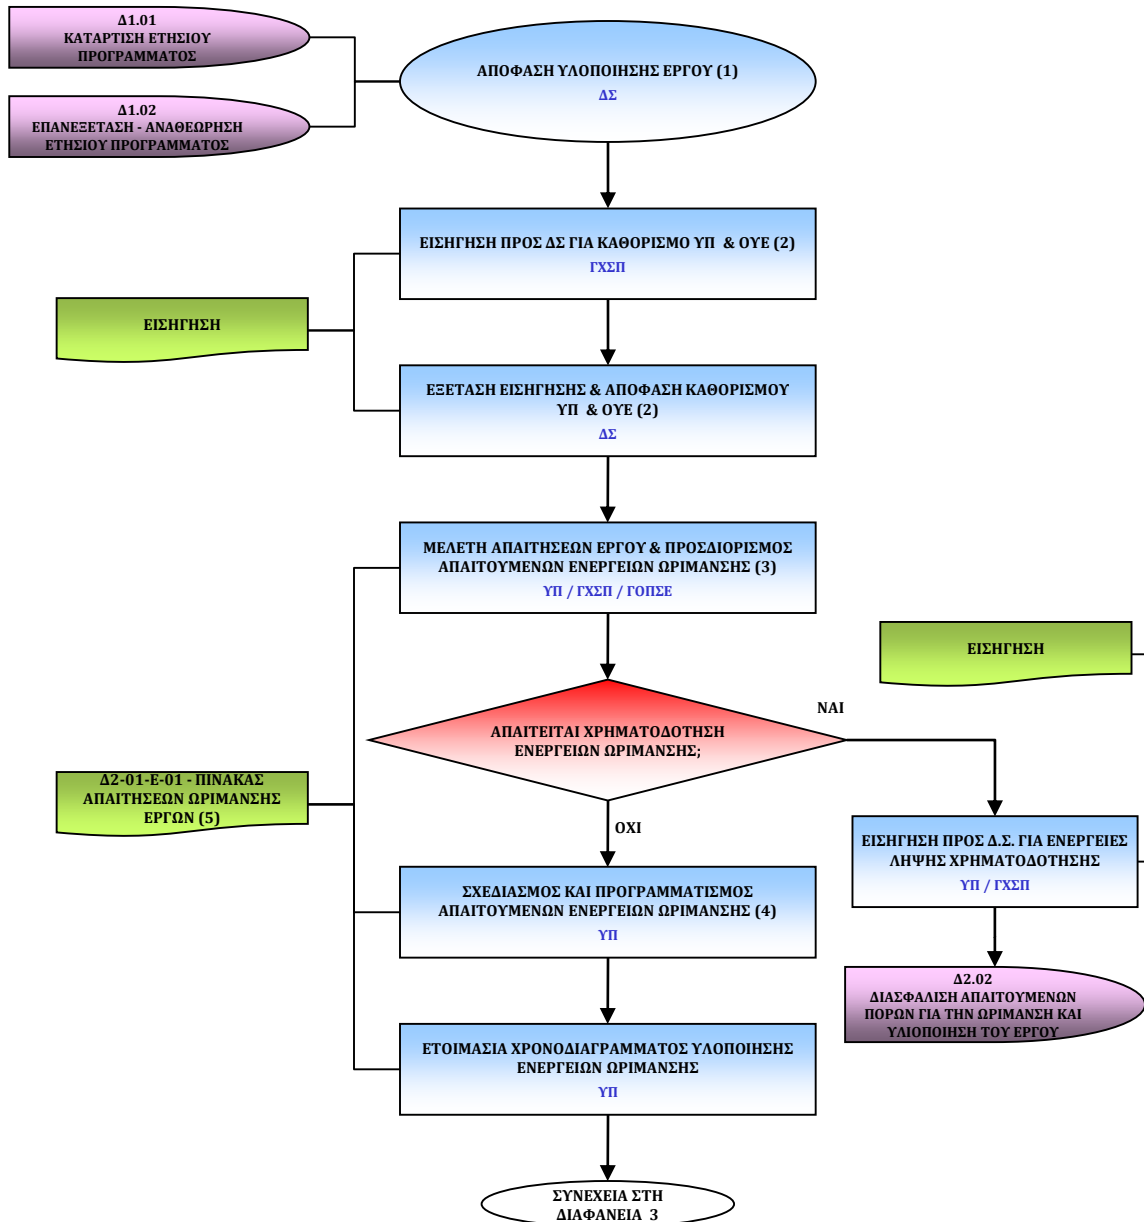 Δ1.01
ΚΑΤΑΡΤΙΣΗ ΕΤΗΣΙΟΥ
ΠΡΟΓΡΑΜΜΑΤΟΣ
Δ1.02
ΕΠΑΝΕΞΕΤΑΣΗ - ΑΝΑΘΕΩΡΗΣΗ
ΕΤΗΣΙΟΥ ΠΡΟΓΡΑΜΜΑΤΟΣ
ΑΠΟΦΑΣΗ ΥΛΟΠΟΙΗΣΗΣ ΕΡΓΟΥ (1)
ΔΣ
ΕΙΣΗΓΗΣΗ ΠΡΟΣ ΔΣ ΓΙΑ ΚΑΘΟΡΙΣΜΟ ΥΠ & ΟΥΕ (2)
ΓΧΣΠ
ΕΙΣΗΓΗΣΗ
ΕΞΕΤΑΣΗ ΕΙΣΗΓΗΣΗΣ & ΑΠΟΦΑΣΗ ΚΑΘΟΡΙΣΜΟΥ
ΥΠ & ΟΥΕ (2)
ΔΣ
ΜΕΛΕΤΗ ΑΠΑΙΤΗΣΕΩΝ ΕΡΓΟΥ & ΠΡΟΣΔΙΟΡΙΣΜΟΣ
ΑΠΑΙΤΟΥΜΕΝΩΝ ΕΝΕΡΓΕΙΩΝ ΩΡΙΜΑΝΣΗΣ (3)
ΥΠ / ΓΧΣΠ / ΓΟΠΣΕ
ΕΙΣΗΓΗΣΗ
ΑΠΑΙΤΕΙΤΑΙ ΧΡΗΜΑΤΟΔΟΤΗΣΗ
ΕΝΕΡΓΕΙΩΝ ΩΡΙΜΑΝΣΗΣ;
ΝΑΙ
ΟΧΙ
Δ2-01-Ε-01 - ΠΙΝΑΚΑΣ
ΑΠΑΙΤΗΣΕΩΝ ΩΡΙΜΑΝΣΗΣ
ΕΡΓΩΝ (5)
ΕΙΣΗΓΗΣΗ ΠΡΟΣ Δ.Σ. ΓΙΑ ΕΝΕΡΓΕΙΕΣ
ΛΗΨΗΣ ΧΡΗΜΑΤΟΔΟΤΗΣΗΣ
ΥΠ / ΓΧΣΠ
ΣΧΕΔΙΑΣΜΟΣ ΚΑΙ ΠΡΟΓΡΑΜΜΑΤΙΣΜΟΣ
ΑΠΑΙΤΟΥΜΕΝΩΝ ΕΝΕΡΓΕΙΩΝ ΩΡΙΜΑΝΣΗΣ (4)
ΥΠ
Δ2.02
ΔΙΑΣΦΑΛΙΣΗ ΑΠΑΙΤΟΥΜΕΝΩΝ
ΠΟΡΩΝ ΓΙΑ ΤΗΝ ΩΡΙΜΑΝΣΗ ΚΑΙ
ΥΛΙΟΠΟΙΗΣΗ ΤΟΥ ΕΡΓΟΥ
ΕΤΟΙΜΑΣΙΑ ΧΡΟΝΟΔΙΑΓΡΑΜΜΑΤΟΣ ΥΛΟΠΟΙΗΣΗΣ
ΕΝΕΡΓΕΙΩΝ ΩΡΙΜΑΝΣΗΣ
ΥΠ
ΣΥΝΕΧΕΙΑ ΣΤΗ
ΔΙΑΦΑΝΕΙΑ 3